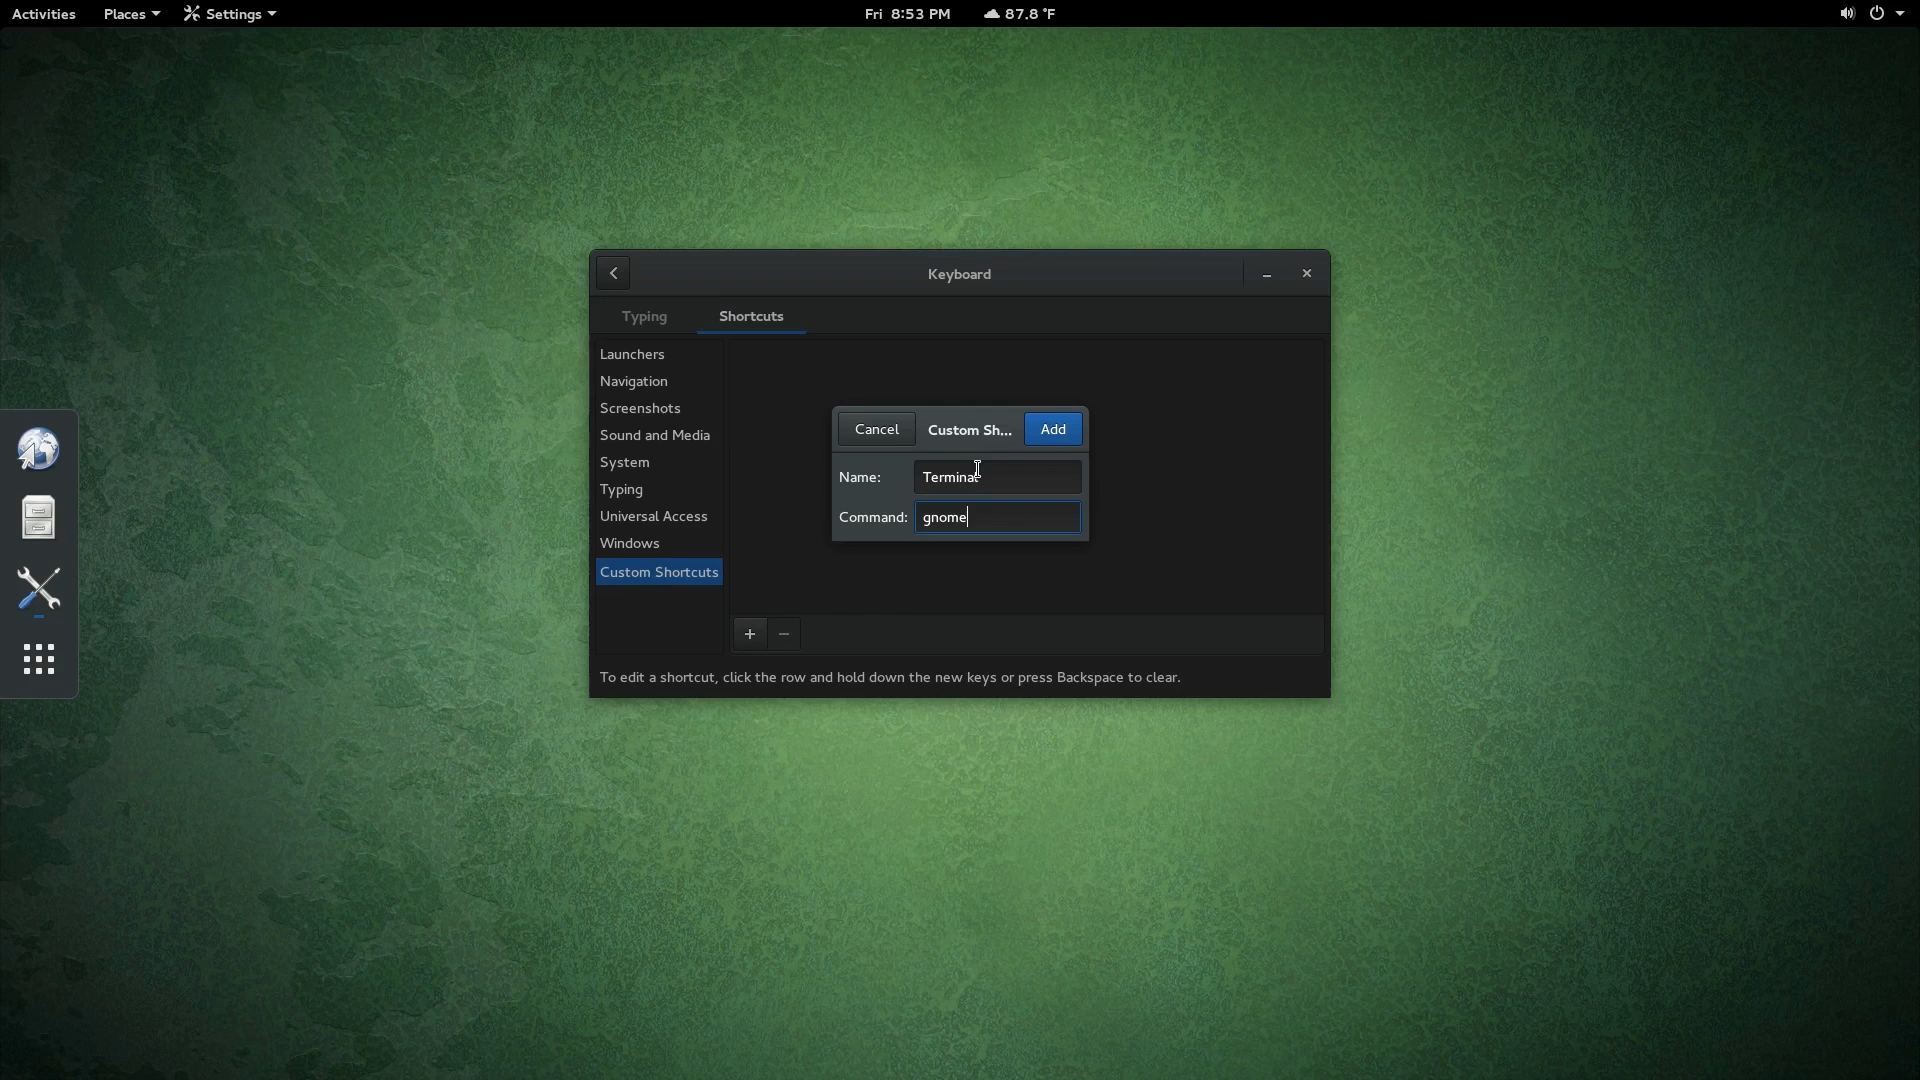 Activities Places Settings Fri 8:53 PM 87.8 °F
Keyboard
Typing Shortcuts
Launchers
Navigation
Screenshots
Sound and Media
System
Typing
Universal Access
Windows
Custom Shortcuts
Cancel Custom Sh... Add
Name: Terminal
Command: gnome
To edit a shortcut, click the row and hold down the new keys or press Backspace to clear.